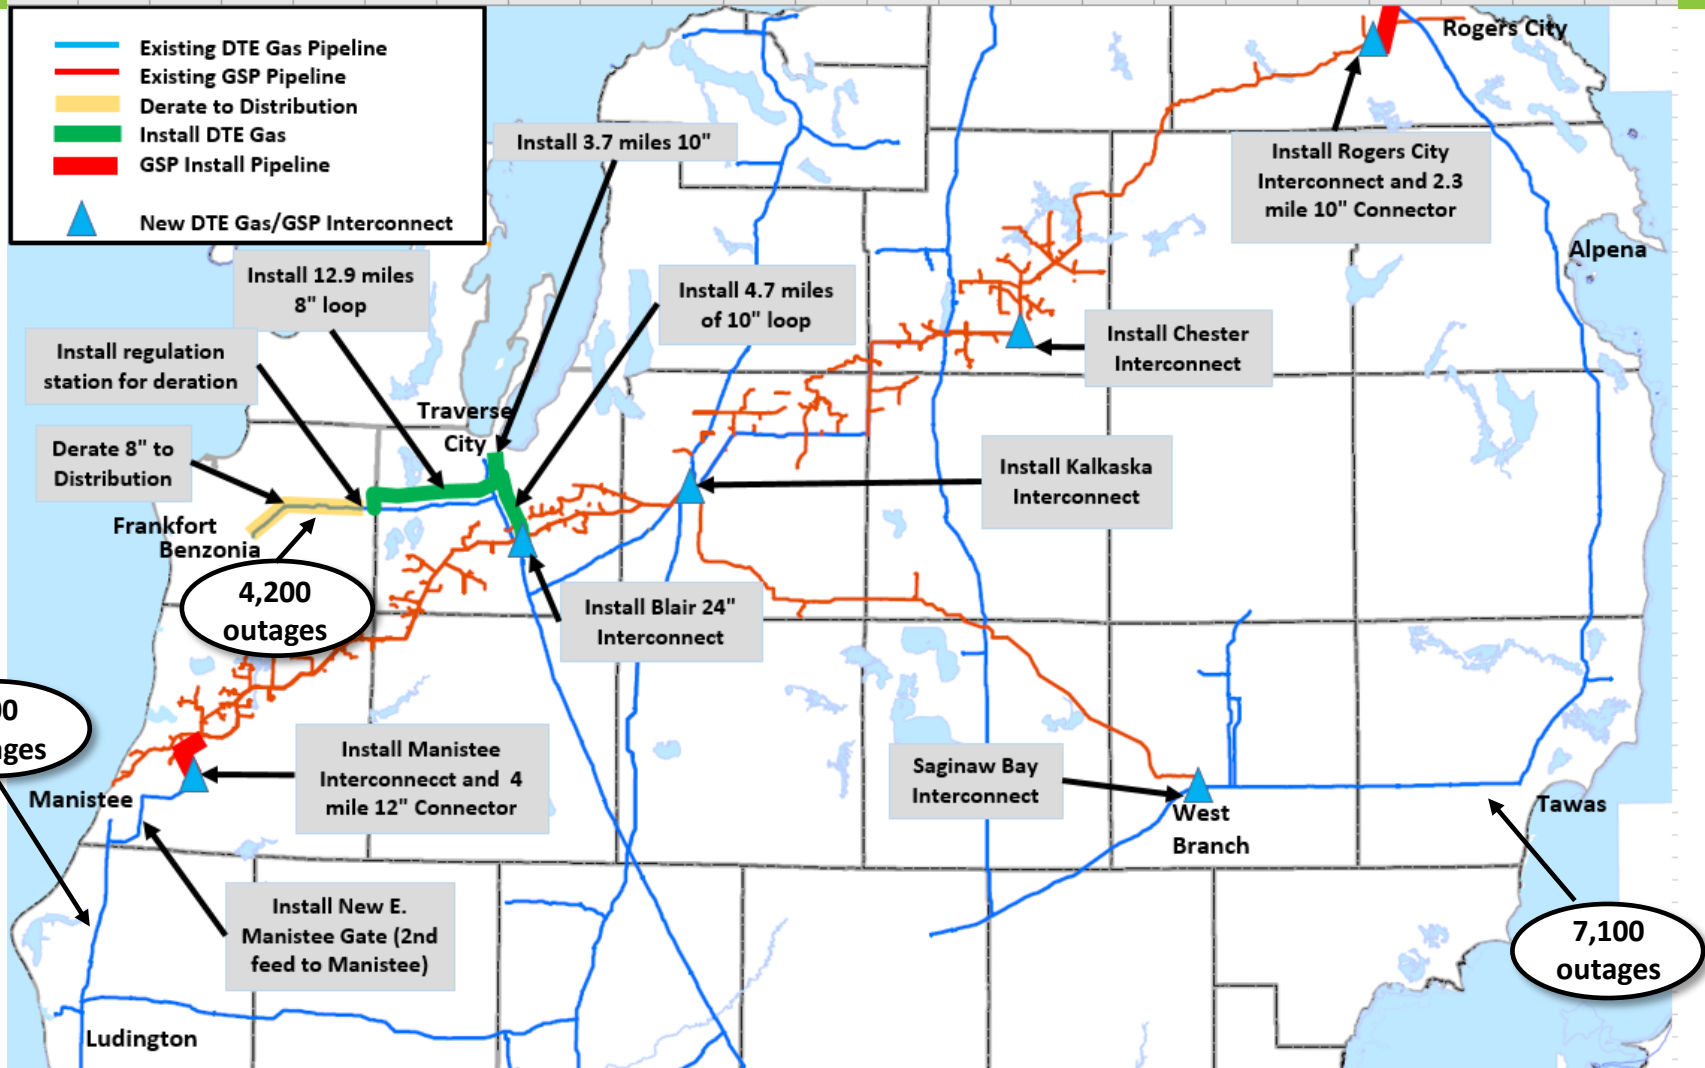 Existing DTE Gas Pipeline
Existing GSP Pipeline
Derate to Distribution
Install DTE Gas
GSP Install Pipeline
New DTE Gas/GSP Interconnect
Rogers City
Install 3.7 miles 10"
Install Rogers City
Interconnect and 2.3
mile 10" Connector
Alpena
Install 12.9 miles
8" loop
Install 4.7 miles
of 10" loop
Install Chester
Interconnect
Install regulation
station for deration
Traverse
City
Derate 8" to
Distribution
Install Kalkaska
Interconnect
Frankfort
Benzonia
4,200
outages
Install Blair 24"
Interconnect
Install Manistee
Interconnecct and 4
mile 12" Connector
Manistee
Saginaw Bay
Interconnect
West
Branch
Tawas
Install New E.
Manistee Gate (2nd
feed to Manistee)
7,100
outages
Ludington